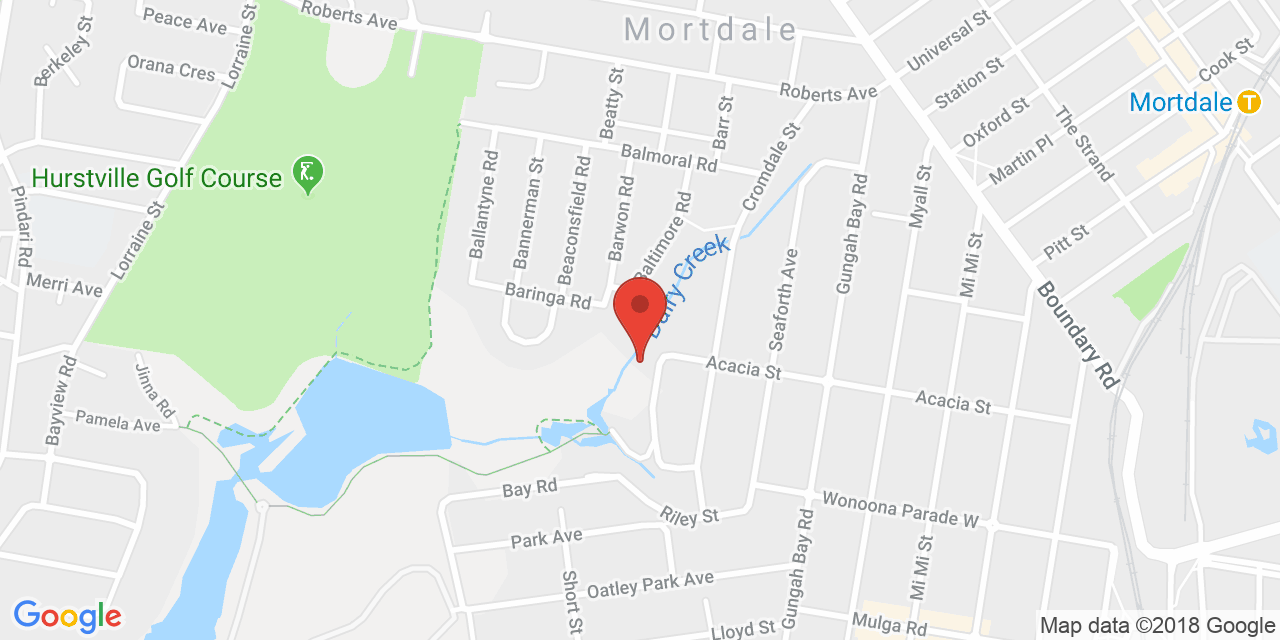 Mortdale
Roberts Ave
Peace Ave
Berkeley St
Orana Cres
Lorraine St
Universal St
Station St
Cook St
Roberts Ave
Mortdale
T
Oxford St
The Strand
Martin Pl
Beatty St
Barr St
Cromdale St
Balmoral Rd
Hurstville Golf Course
Ballantyne Rd
Bannerman St
Beaconsfield Rd
Barwon Rd
Baltimore Rd
Gungah Bay Rd
Myall St
Mi Mi St
Pitt St
Pindari Rd
Lorraine St
Merri Ave
Baringa Rd
Creek
Seaforth Ave
Boundary Rd
Acacia St
Acacia St
Bayview Rd
Jinna Rd
Pamela Ave
Bay Rd
Riley St
Wonoona Parade W
Park Ave
Gungah Bay Rd
Mi Mi St
Short St
Oatley Park Ave
Lloyd St
Mulga Rd
Google
Map data ©2018 Google